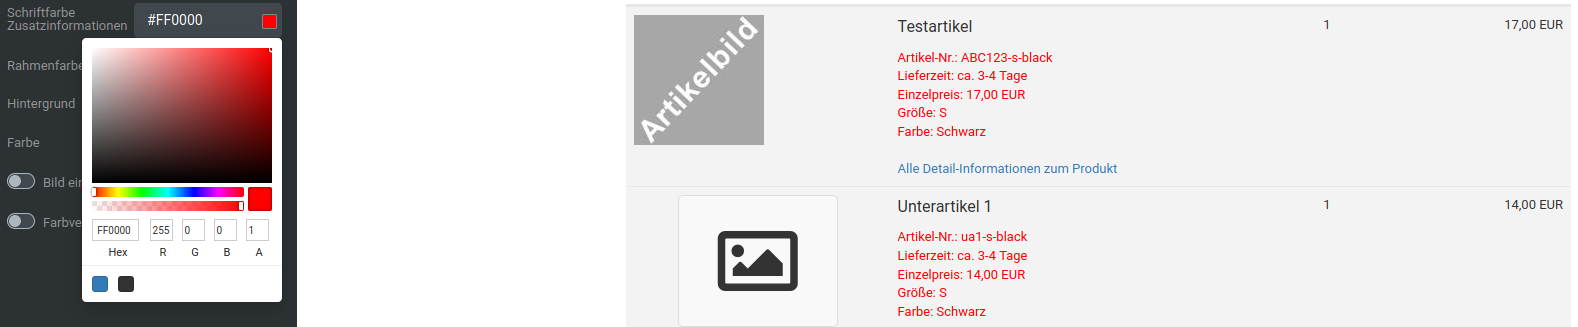 Schriftfarbe
Zusatzinformationen
#FF0000
Rahmenfarbe
Hintergrund
Farbe
Bild ein
Farbve
FF0000 255 0 0 1
Hex R G B A
Artikelbild
Testartikel 1 17,00 EUR
Artikel-Nr.: ABC123-s-black
Lieferzeit: ca. 3-4 Tage
Einzelpreis: 17,00 EUR
Größe: S
Farbe: Schwarz
Alle Detail-Informationen zum Produkt
Unterartikel 1 1 14,00 EUR
Artikel-Nr.: ua1-s-black
Lieferzeit: ca. 3-4 Tage
Einzelpreis: 14,00 EUR
Größe: S
Farbe: Schwarz